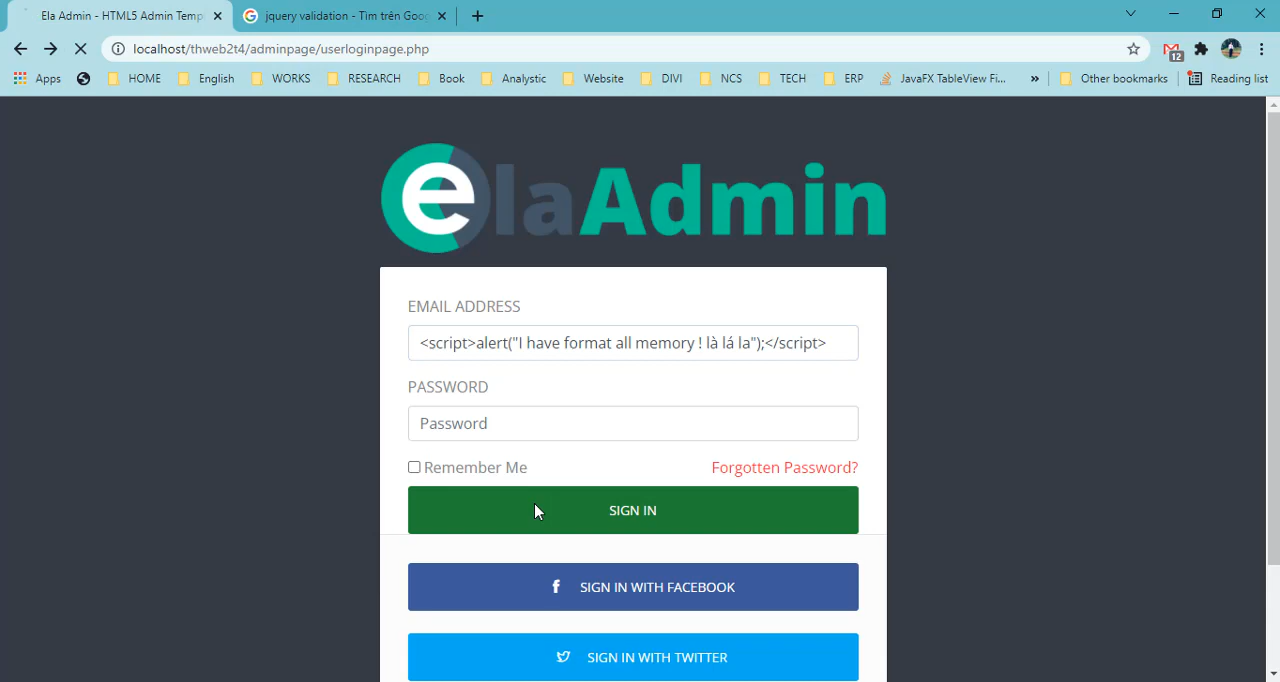 Ela Admin - HTML5 Admin Temp
jquery validation - Tìm trên Goo
localhost/thweb2t4/adminpage/userloginpage.php
12
Apps HOME English WORKS RESEARCH Book Analystic Website DIVI NCS TECH ERP JavaFX TableView Fi... » Other bookmarks Reading list
elaAdmin
EMAIL ADDRESS
<script>alert("I have format all memory ! là lá la");</script>
PASSWORD
Password
Remember Me Forgotten Password?
SIGN IN
f SIGN IN WITH FACEBOOK
SIGN IN WITH TWITTER